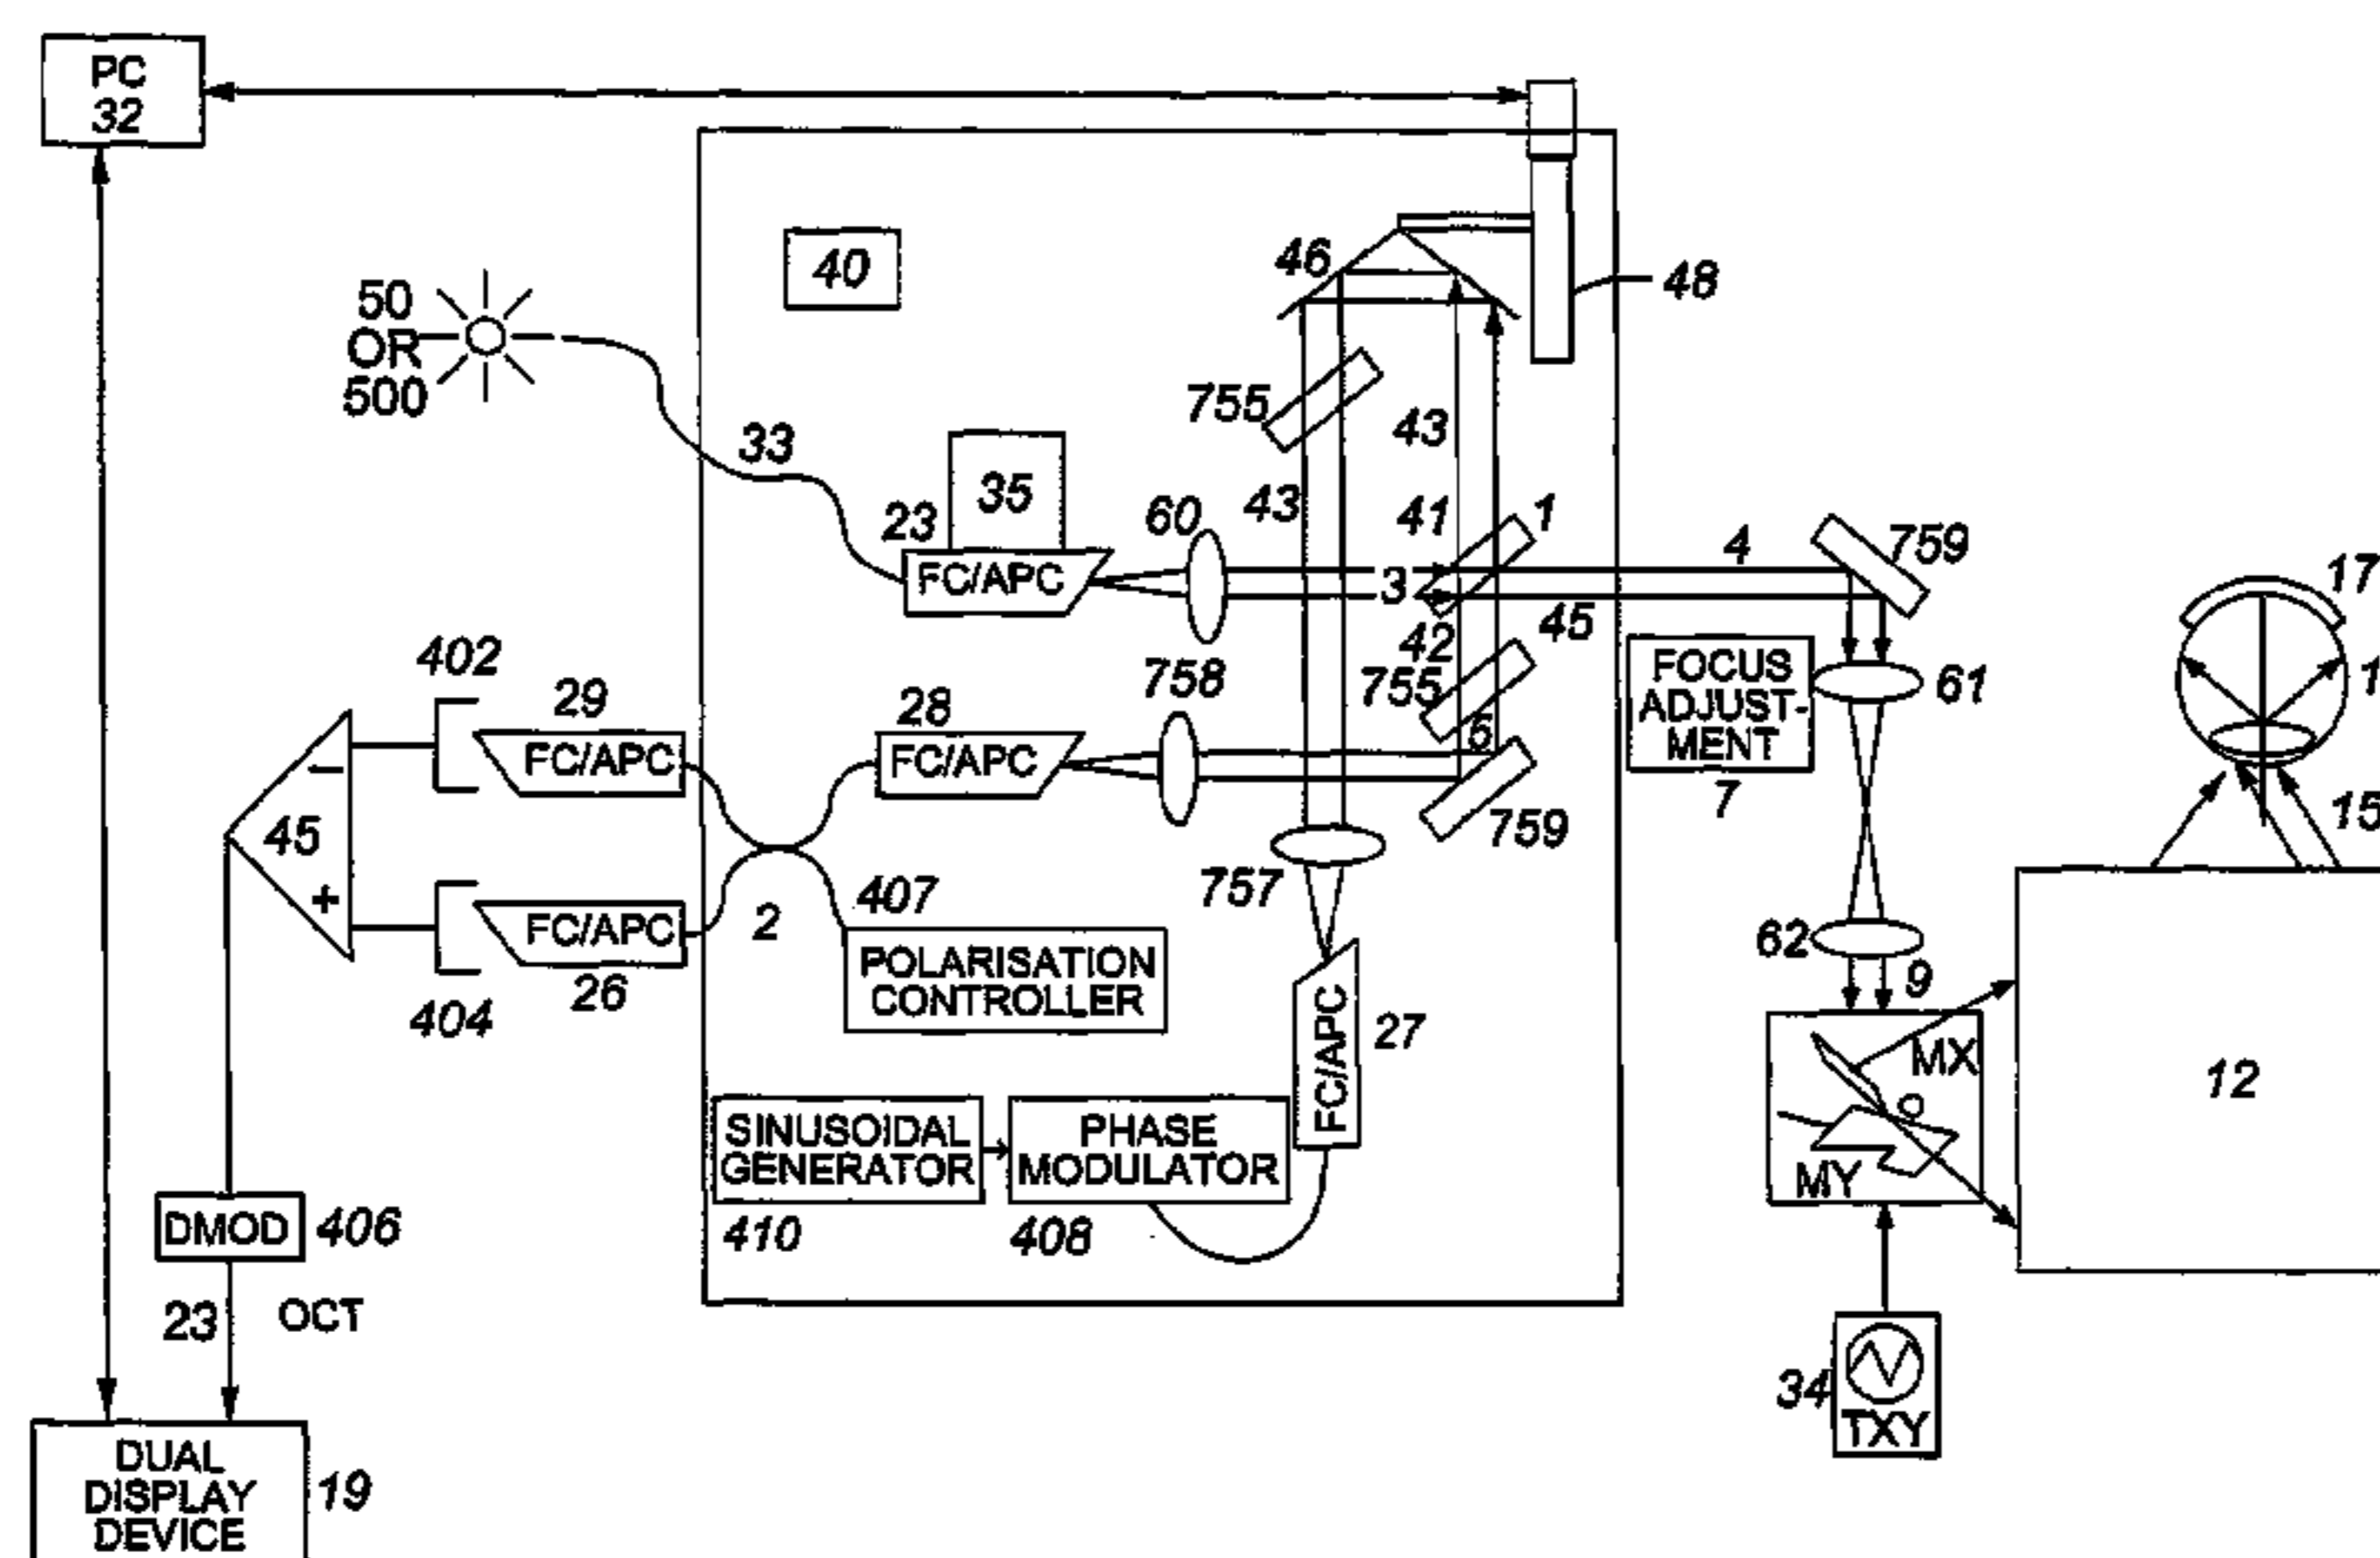 PC
32
40
46
48
50
OR
500
755
43
33
35
23
43
41
1
60
FC/APC
3
4
759
17
42
45
402
29
28
758
755
6
FOCUS
ADJUST-
MENT
7
61
FC/APC
FC/APC
759
15
45
−
+
407
2
757
62
9
FC/APC
26
404
POLARISATION
CONTROLLER
FC/APC
27
MX
MY
12
SINUSOIDAL
GENERATOR
PHASE
MODULATOR
410
408
DMOD
406
23
OCT
34
TXY
DUAL
DISPLAY
DEVICE
19